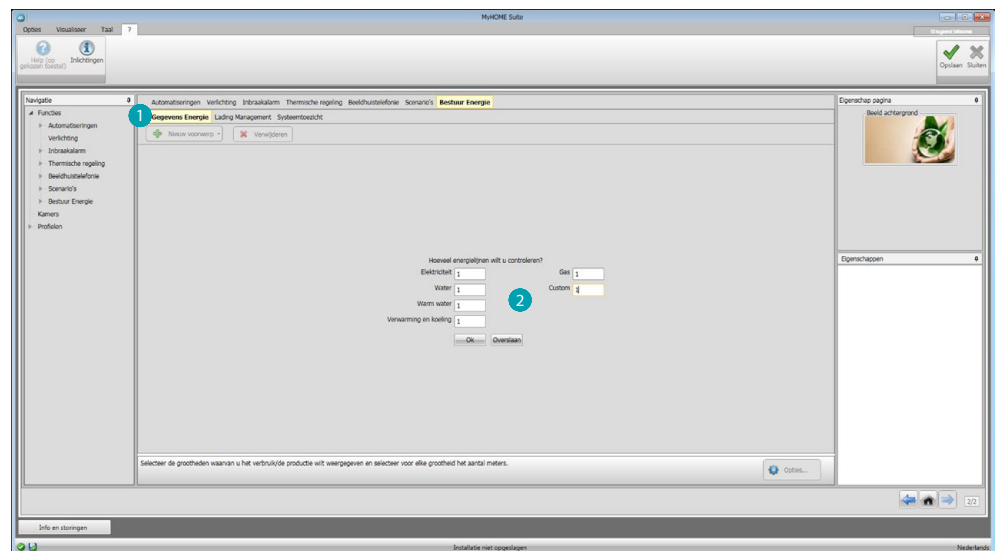 MyHOME Suite
Opties Visualiseer Taal ?
Help (op gekozen toestel)
Inlichtingen
Opslaan Sluiten
Navigatie
Functies
Automatiseringen
Verlichting
Inbraakalarm
Thermische regeling
Beeldhuistelefonie
Scenario's
Bestuur Energie
Kamers
Profielen
Automatiseringen Verlichting Inbraakalarm Thermische regeling Beeldhuistelefonie Scenario's Bestuur Energie
1 Gegevens Energie Lading Management Systeemtoezicht
Nieuw voorwerp Verwijderen
Hoeveel energielijnen wilt u controleren?
Elektriciteit 1 Gas 1
Water 1 Custom 1
Warm water 1
2
Verwarming en koeling 1
Ok Overslaan
Selecteer de grootheden waarvan u het verbruik/de productie wilt weergegeven en selecteer voor elke grootheid het aantal meters.
Opties...
Eigenschap pagina
Beeld achtergrond
Eigenschappen
2/2
Info en storingen
Installatie niet opgeslagen
Nederlands